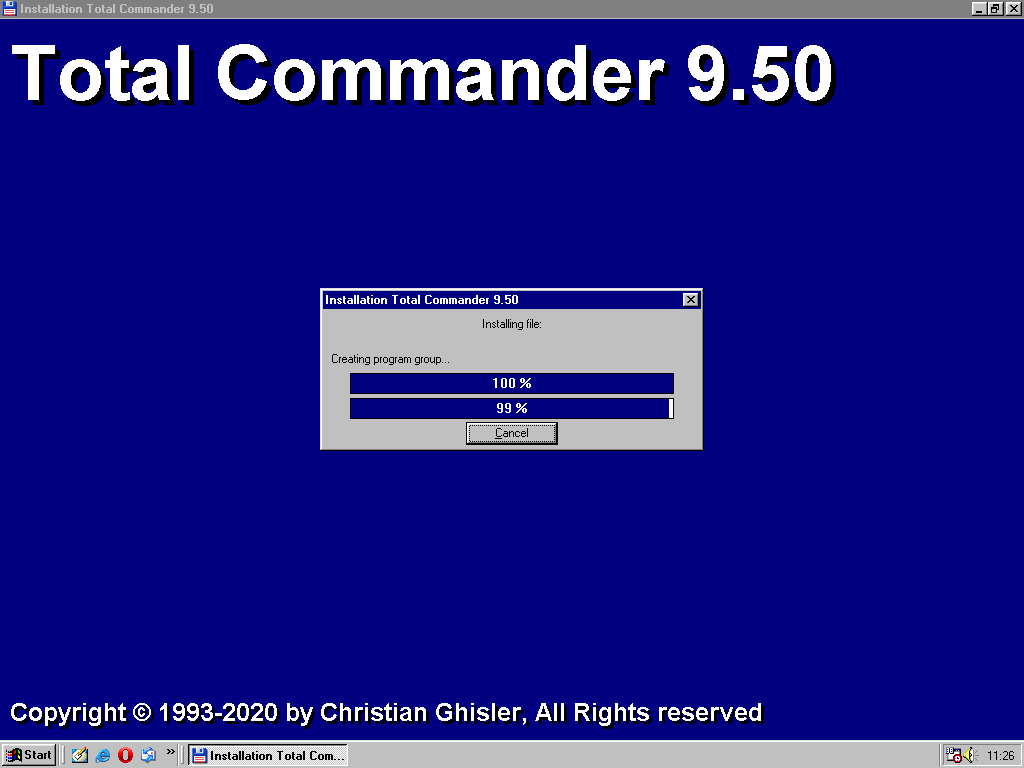 Installation Total Commander 9.50
Total Commander 9.50
Installation Total Commander 9.50
Installing file:
Creating program group...
100 %
99 %
Cancel
Copyright © 1993-2020 by Christian Ghisler, All Rights reserved
Start
Installation Total Com...
11:26